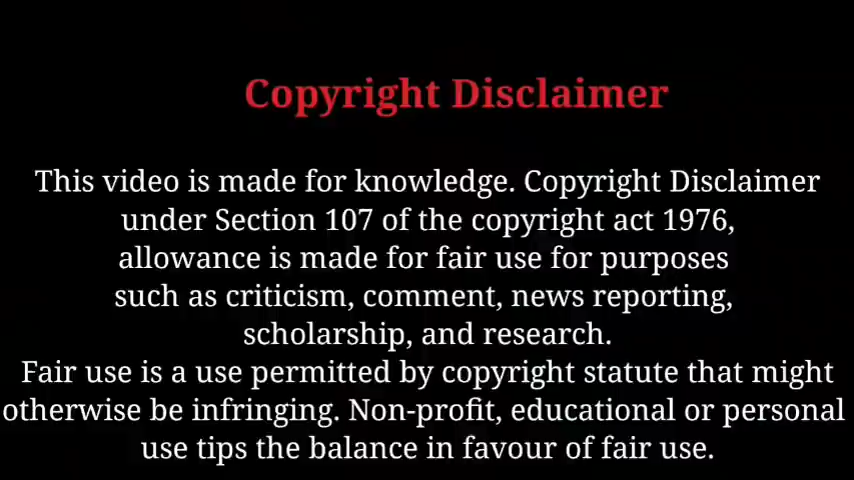 Copyright Disclaimer
This video is made for knowledge. Copyright Disclaimer
under Section 107 of the copyright act 1976,
allowance is made for fair use for purposes
such as criticism, comment, news reporting,
scholarship, and research.
Fair use is a use permitted by copyright statute that might
otherwise be infringing. Non-profit, educational or personal
use tips the balance in favour of fair use.